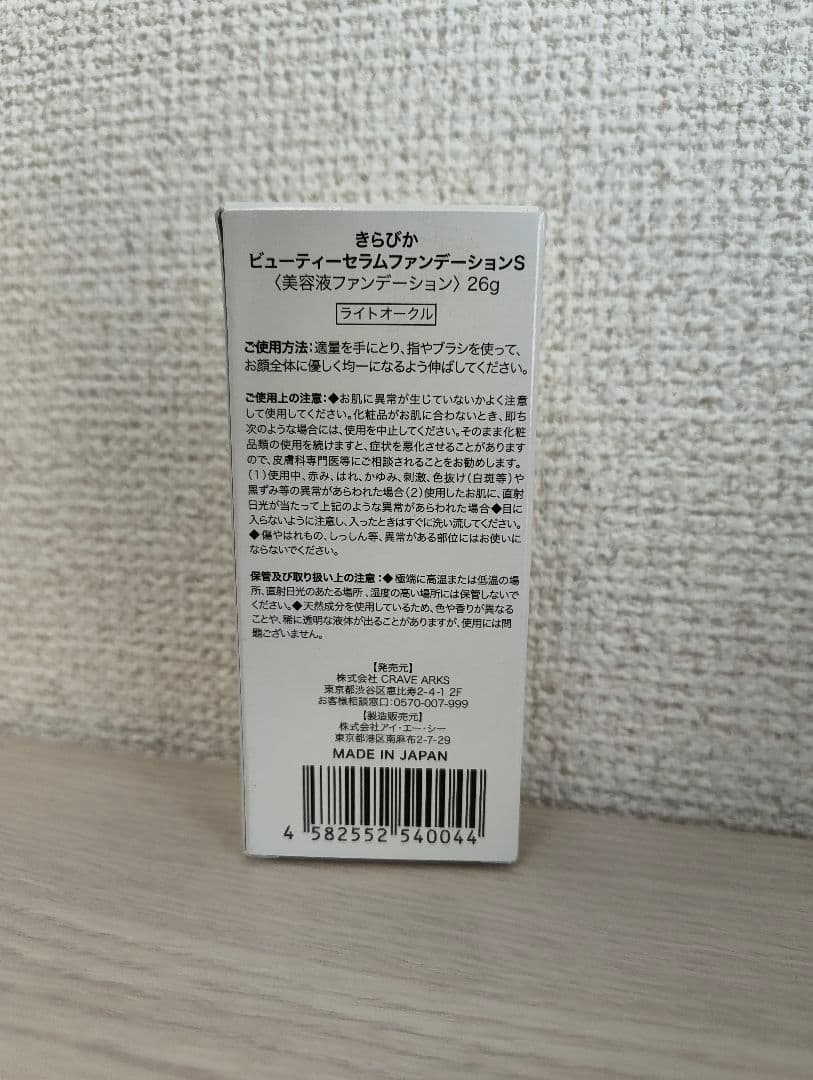 きらびか
ビューティーセラムファンデーションS
〈美容液ファンデーション〉26g
ライトオークル
ご使用方法:適量を手にとり、指やブラシを使って、
お顔全体に優しく均一になるよう伸ばしてください。
ご使用上の注意:◆お肌に異常が生じていないかよく注意
して使用してください。化粧品がお肌に合わないとき、即ち
次のような場合には、使用を中止してください。そのまま化粧
品類の使用を続けますと、症状を悪化させることがあります
ので、皮膚科専門医等にご相談されることをお勧めします。
(1)使用中、赤み、はれ、かゆみ、刺激、色抜け(白斑等)や
黒ずみ等の異常があらわれた場合(2)使用したお肌に、直射
日光が当たって上記のような異常があらわれた場合◆目に
入らないように注意し、入ったときはすぐに洗い流してください。
◆傷やはれもの、しっしん等、異常がある部位にはお使いに
ならないでください。
保管及び取り扱い上の注意:◆極端に高温または低温の場
所、直射日光のあたる場所、湿度の高い場所には保管しないで
ください。◆天然成分を使用しているため、色や香りが異なる
ことや、稀に透明な液体が出ることがありますが、使用には問
題ございません。
【発売元】
株式会社 CRAVE ARKS
東京都渋谷区恵比寿2-4-1 2F
お客様相談窓口:0570-007-999
【製造販売元】
株式会社アイ・エー・シー
東京都港区南麻布2-7-29
MADE IN JAPAN
4 582552 540044